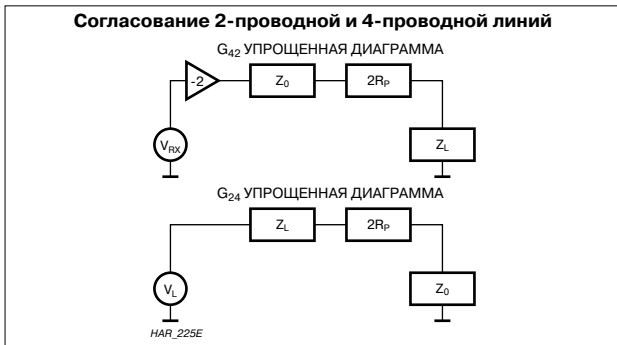 Согласование 2-проводной и 4-проводной линий
G42 УПРОЩЕННАЯ ДИАГРАММА
-2
Z0
2RP
VRX
ZL
G24 УПРОЩЕННАЯ ДИАГРАММА
ZL
2RP
VL
Z0
HAR_225E